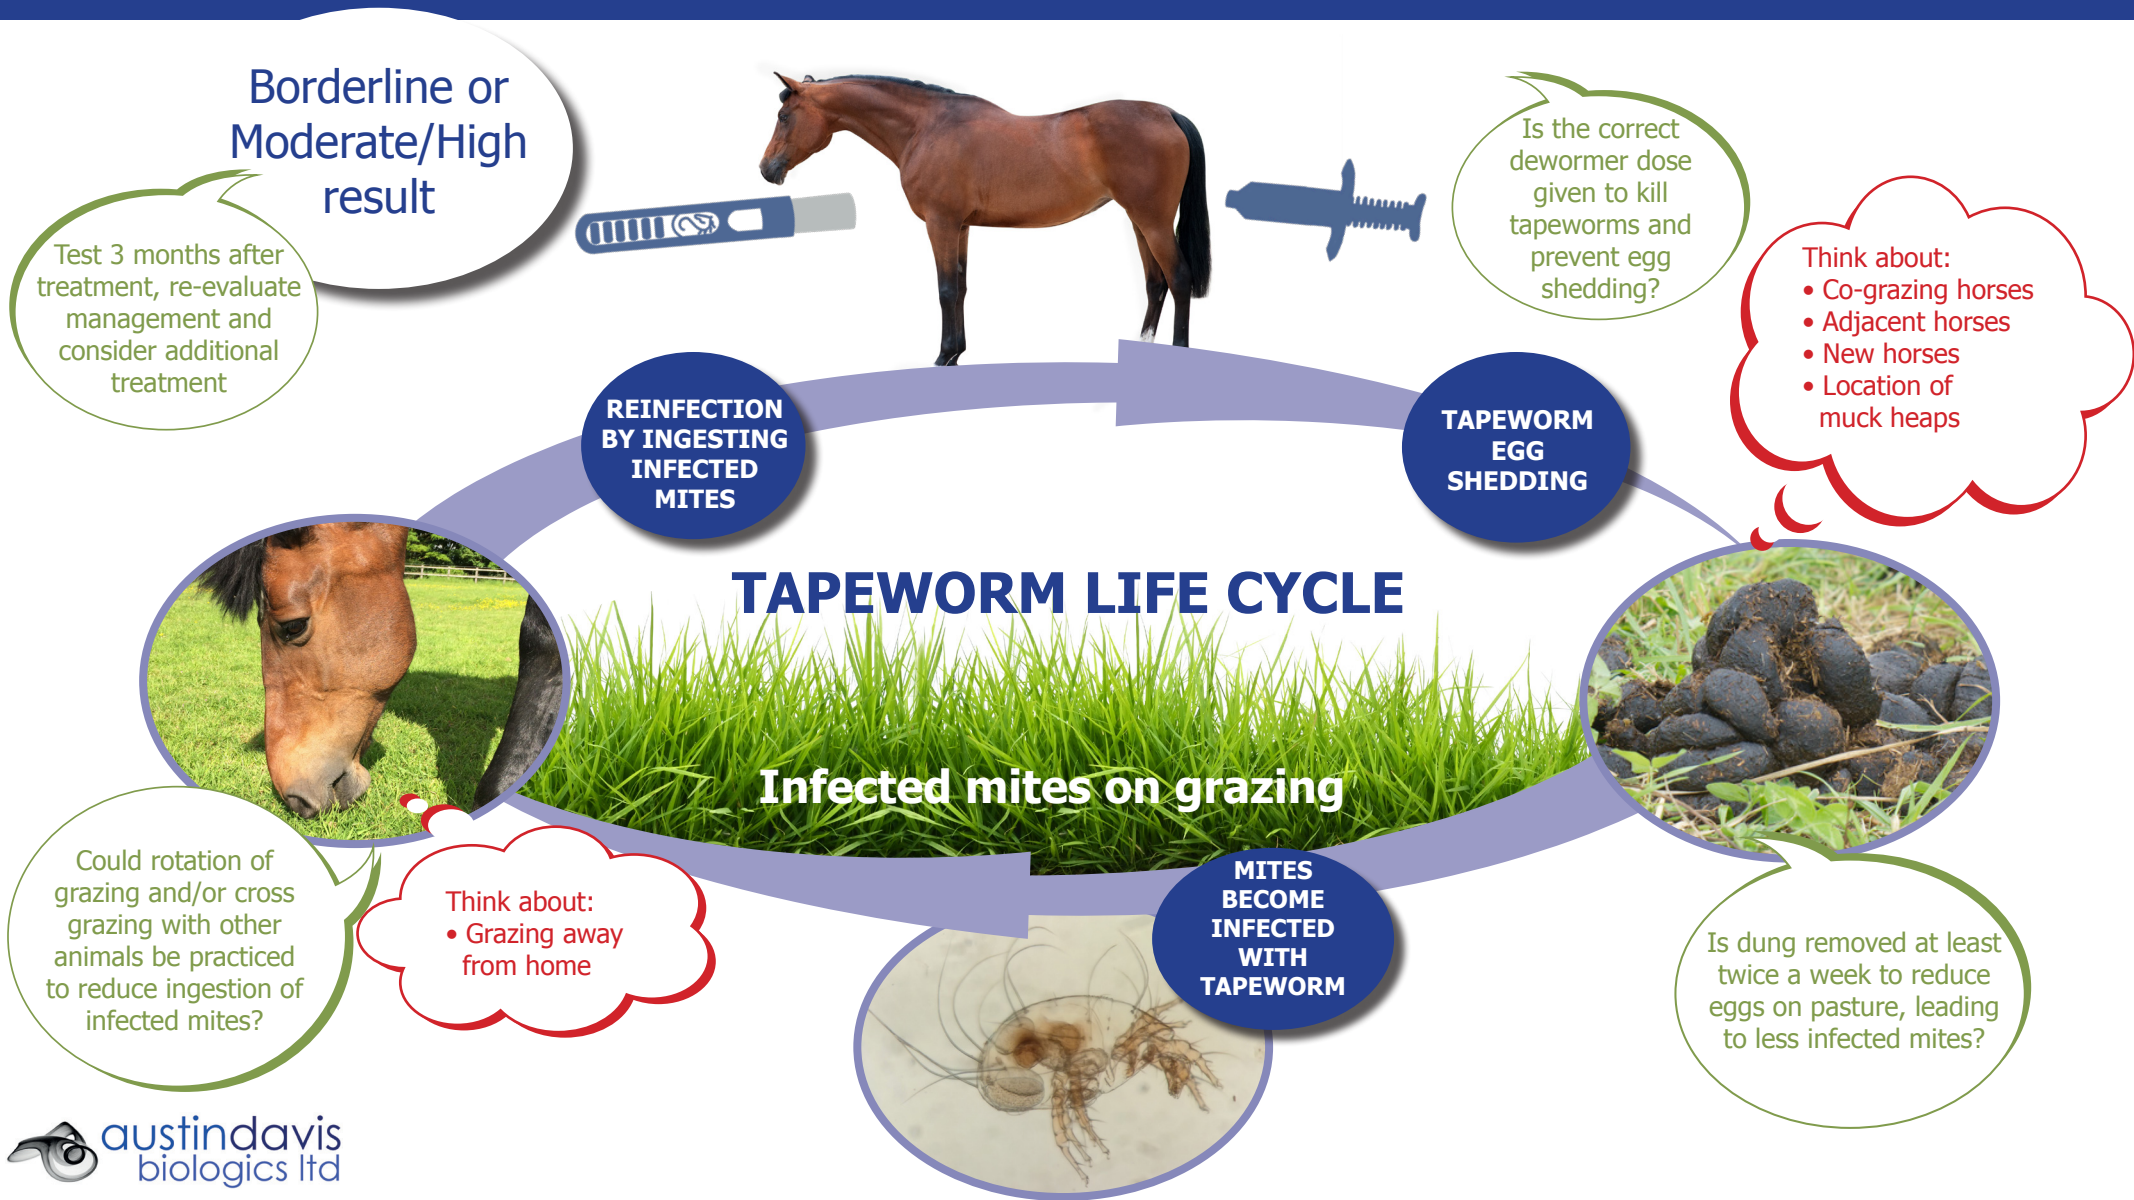 Borderline or
Moderate/High
result
Test 3 months after
treatment, re-evaluate
management and
consider additional
treatment
Is the correct
dewormer dose
given to kill
tapeworms and
prevent egg
shedding?
Think about:
• Co-grazing horses
• Adjacent horses
• New horses
• Location of
muck heaps
REINFECTION
BY INGESTING
INFECTED
MITES
TAPEWORM
EGG
SHEDDING
TAPEWORM LIFE CYCLE
Infected mites on grazing
Could rotation of
grazing and/or cross
grazing with other
animals be practiced
to reduce ingestion of
infected mites?
Think about:
• Grazing away
from home
MITES
BECOME
INFECTED
WITH
TAPEWORM
Is dung removed at least
twice a week to reduce
eggs on pasture, leading
to less infected mites?
austindavis
biologics ltd